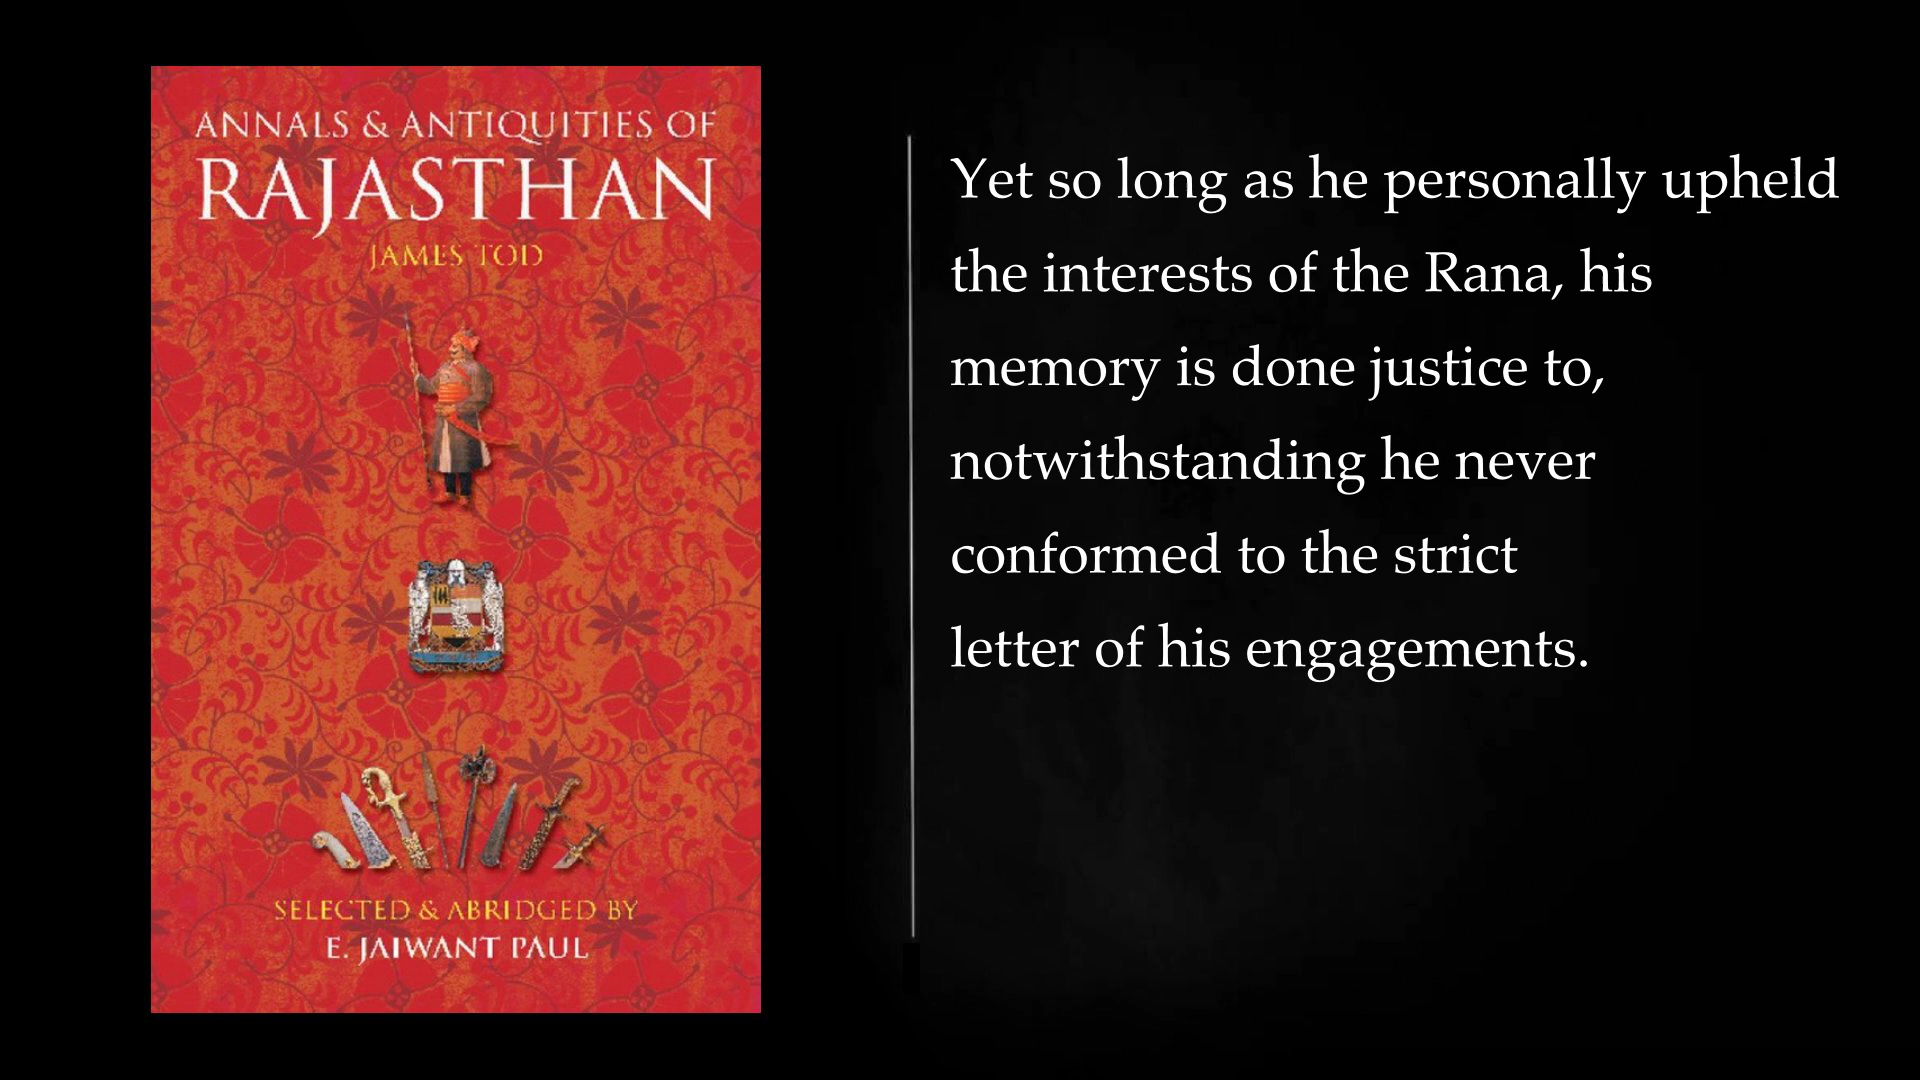 ANNALS & ANTIQUITIES OF
RAJASTHAN
JAMES TOD
SELECTED & ABRIDGED BY
E. JAIWANT PAUL
Yet so long as he personally upheld
the interests of the Rana, his
memory is done justice to,
notwithstanding he never
conformed to the strict
letter of his engagements.